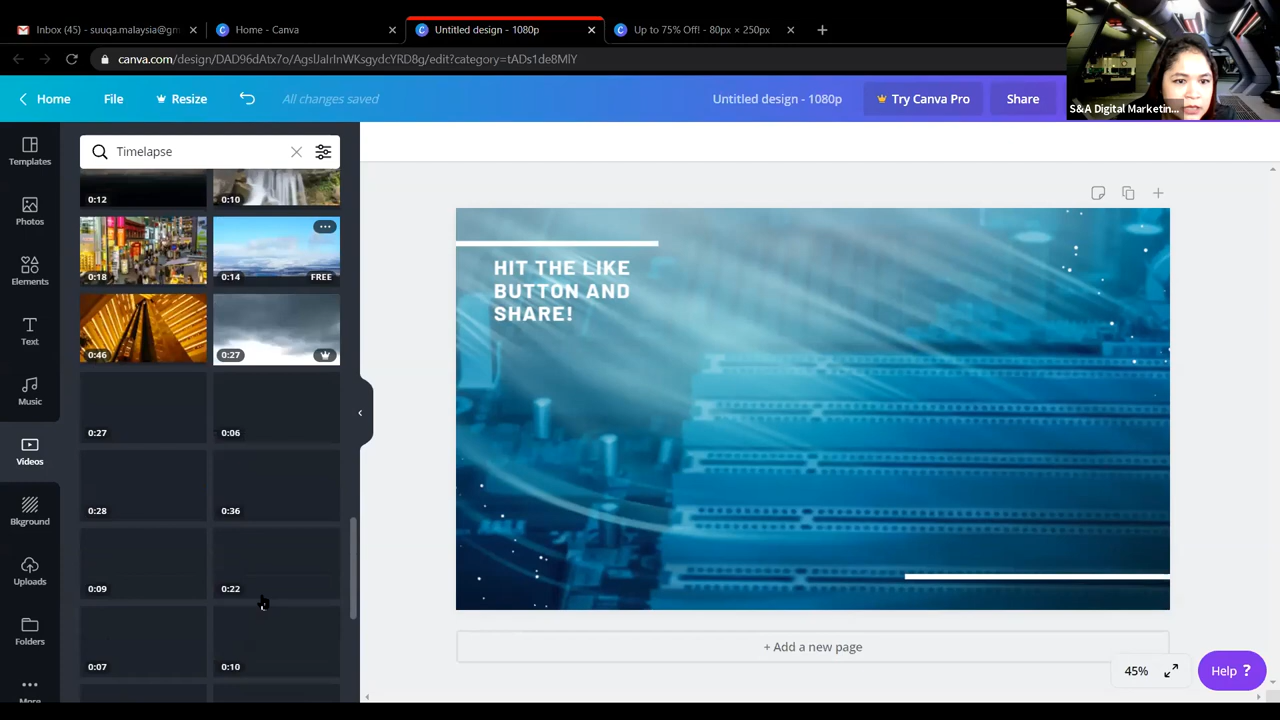 Inbox (45) - suuqa.malaysia@gm
Home - Canva
Untitled design - 1080p
Up to 75% Off! - 80px × 250px
canva.com/design/DAD96dAtx7o/AgslJalrInWKsgydcYRD8g/edit?category=tADs1de8MlY
Home
File
Resize
All changes saved
Untitled design - 1080p
Try Canva Pro
Share
S&A Digital Marketin...
Templates
Photos
Elements
Text
Music
Videos
Bkground
Uploads
Folders
More
Timelapse
0:12
0:10
0:18
0:14
FREE
0:46
0:27
0:27
0:06
0:28
0:36
0:09
0:22
0:07
0:10
HIT THE LIKE
BUTTON AND
SHARE!
+ Add a new page
45%
Help ?